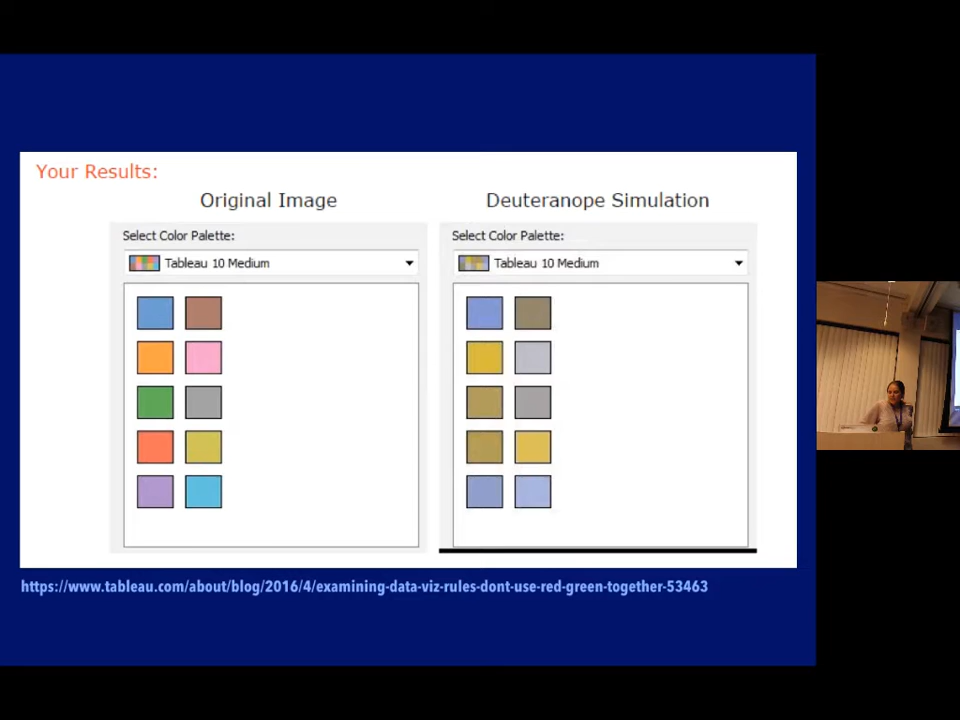 Your Results:
Original Image
Deuteranope Simulation
Select Color Palette:
Tableau 10 Medium
Select Color Palette:
Tableau 10 Medium
https://www.tableau.com/about/blog/2016/4/examining-data-viz-rules-dont-use-red-green-together-53463